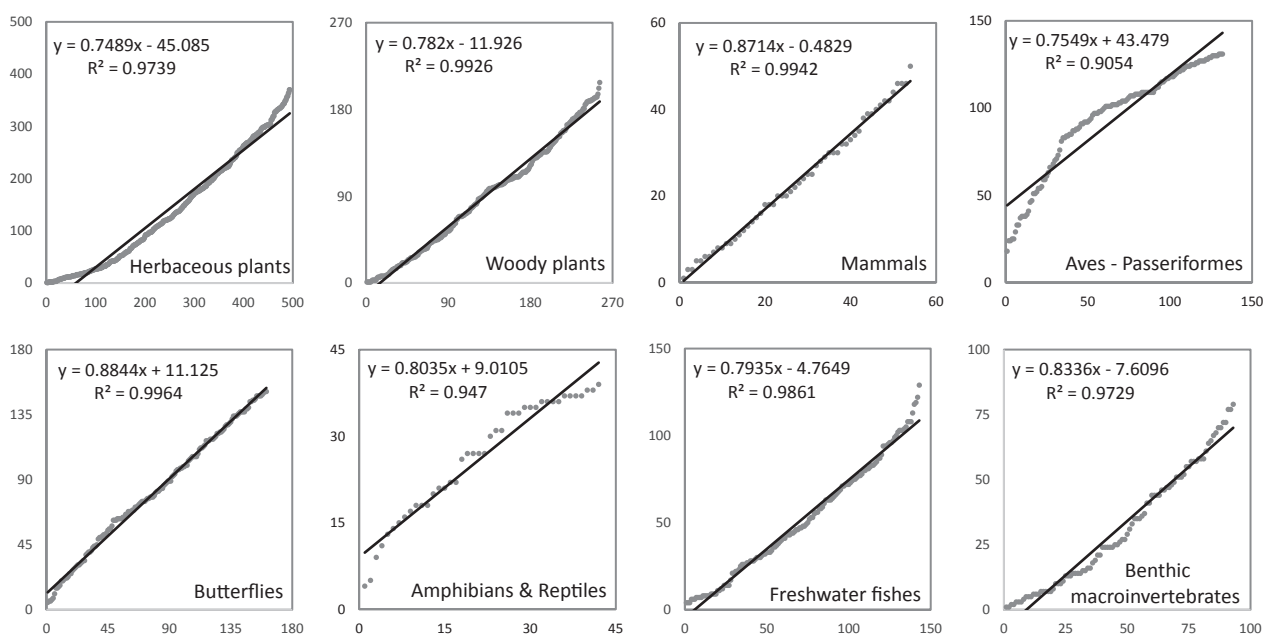 500
400
300
200
100
0
0 100 200 300 400 500
y = 0.7489x - 45.085
R² = 0.9739
Herbaceous plants
270
180
90
0
0 90 180 270
y = 0.782x - 11.926
R² = 0.9926
Woody plants
60
40
20
0
0 20 40 60
y = 0.8714x - 0.4829
R² = 0.9942
Mammals
150
100
50
0
0 50 100 150
y = 0.7549x + 43.479
R² = 0.9054
Aves - Passeriformes
180
135
90
45
0
0 45 90 135 180
y = 0.8844x + 11.125
R² = 0.9964
Butterflies
45
30
15
0
0 15 30 45
y = 0.8035x + 9.0105
R² = 0.947
Amphibians & Reptiles
150
100
50
0
0 50 100 150
y = 0.7935x - 4.7649
R² = 0.9861
Freshwater fishes
100
75
50
25
0
0 25 50 75 100
y = 0.8336x - 7.6096
R² = 0.9729
Benthic
macroinvertebrates